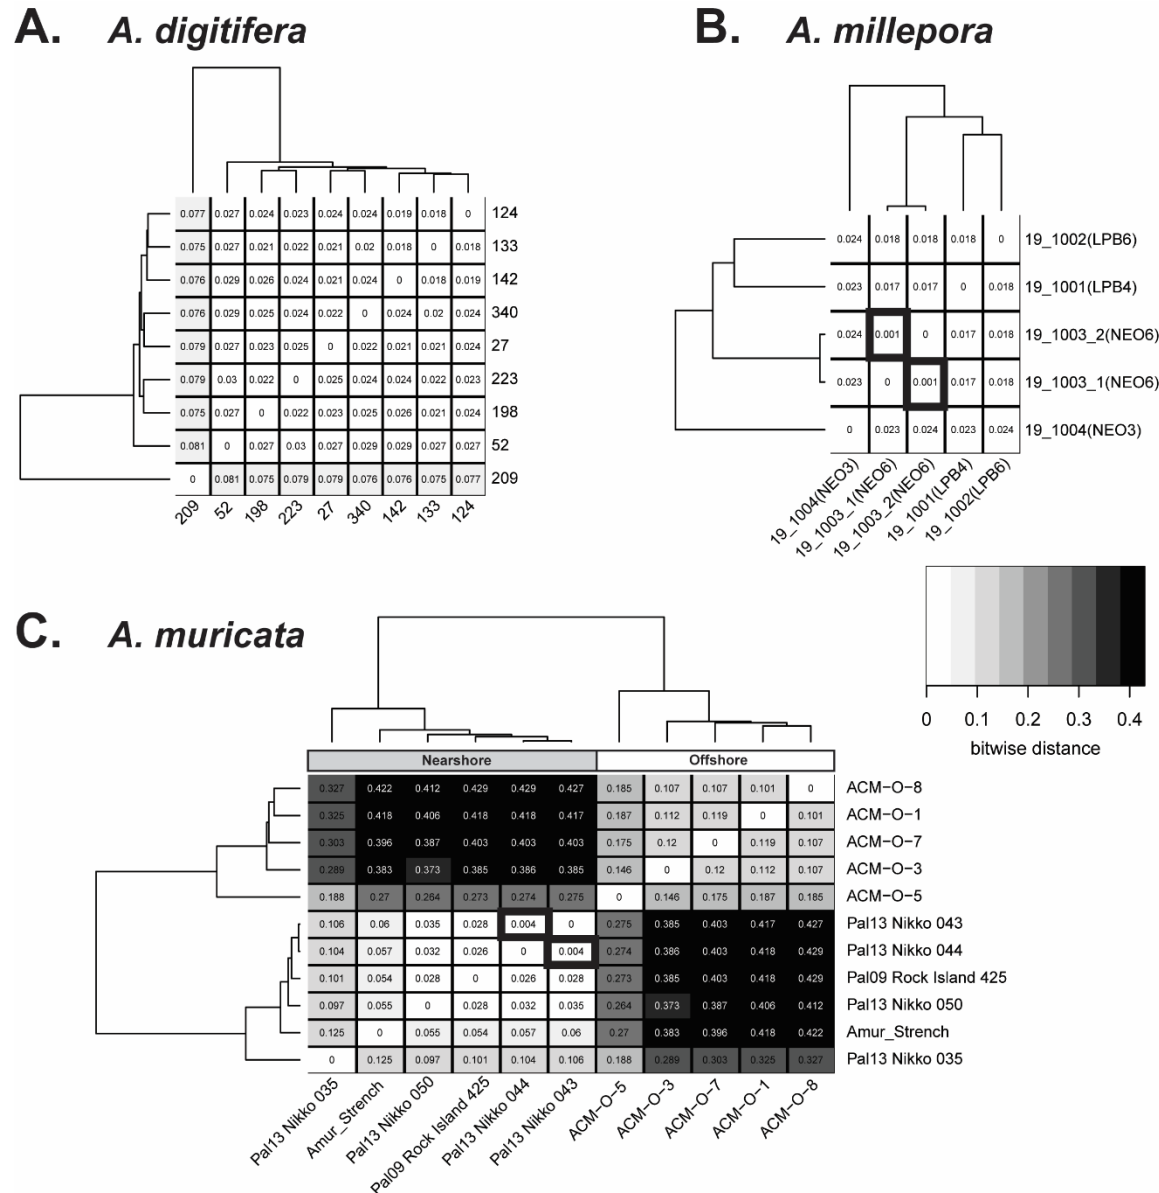 A. A. digitifera
0.077 0.027 0.024 0.023 0.024 0.024 0.019 0.018 0 124
0.075 0.027 0.021 0.022 0.021 0.02 0.018 0 0.018 133
0.076 0.029 0.026 0.024 0.021 0.024 0 0.018 0.019 142
0.076 0.029 0.025 0.024 0.022 0 0.024 0.02 0.024 340
0.079 0.027 0.023 0.025 0 0.022 0.021 0.021 0.024 27
0.079 0.03 0.022 0 0.025 0.024 0.024 0.022 0.023 223
0.075 0.027 0 0.022 0.023 0.025 0.026 0.021 0.024 198
0.081 0 0.027 0.03 0.027 0.029 0.029 0.027 0.027 52
0 0.081 0.075 0.079 0.079 0.076 0.076 0.075 0.077 209
209 52 198 223 27 340 142 133 124
B. A. millepora
0.024 0.018 0.018 0.018 0 19_1002(LPB6)
0.023 0.017 0.017 0 0.018 19_1001(LPB4)
0.024 0.001 0 0.017 0.018 19_1003_2(NEO6)
0.023 0 0.001 0.017 0.018 19_1003_1(NEO6)
0 0.023 0.024 0.023 0.024 19_1004(NEO3)
19_1004(NEO3) 19_1003_1(NEO6) 19_1003_2(NEO6) 19_1001(LPB4) 19_1002(LPB6)
0 0.1 0.2 0.3 0.4
bitwise distance
C. A. muricata
Nearshore Offshore
0.327 0.422 0.412 0.429 0.429 0.427 0.185 0.107 0.107 0.101 0 ACM−O−8
0.325 0.418 0.406 0.418 0.418 0.417 0.187 0.112 0.119 0 0.101 ACM−O−1
0.303 0.396 0.387 0.403 0.403 0.403 0.175 0.12 0 0.119 0.107 ACM−O−7
0.289 0.383 0.373 0.385 0.386 0.385 0.146 0 0.12 0.112 0.107 ACM−O−3
0.188 0.27 0.264 0.273 0.274 0.275 0 0.146 0.175 0.187 0.185 ACM−O−5
0.106 0.06 0.035 0.028 0.004 0 0.275 0.385 0.403 0.417 0.427 Pal13 Nikko 043
0.104 0.057 0.032 0.026 0 0.004 0.274 0.386 0.403 0.418 0.429 Pal13 Nikko 044
0.101 0.054 0.028 0 0.026 0.028 0.273 0.385 0.403 0.418 0.429 Pal09 Rock Island 425
0.097 0.055 0 0.028 0.032 0.035 0.264 0.373 0.387 0.406 0.412 Pal13 Nikko 050
0.125 0 0.055 0.054 0.057 0.06 0.27 0.383 0.396 0.418 0.422 Amur_Strench
0 0.125 0.097 0.101 0.104 0.106 0.188 0.289 0.303 0.325 0.327 Pal13 Nikko 035
Pal13 Nikko 035 Amur_Strench Pal13 Nikko 050 Pal09 Rock Island 425 Pal13 Nikko 044 Pal13 Nikko 043 ACM−O−5 ACM−O−3 ACM−O−7 ACM−O−1 ACM−O−8